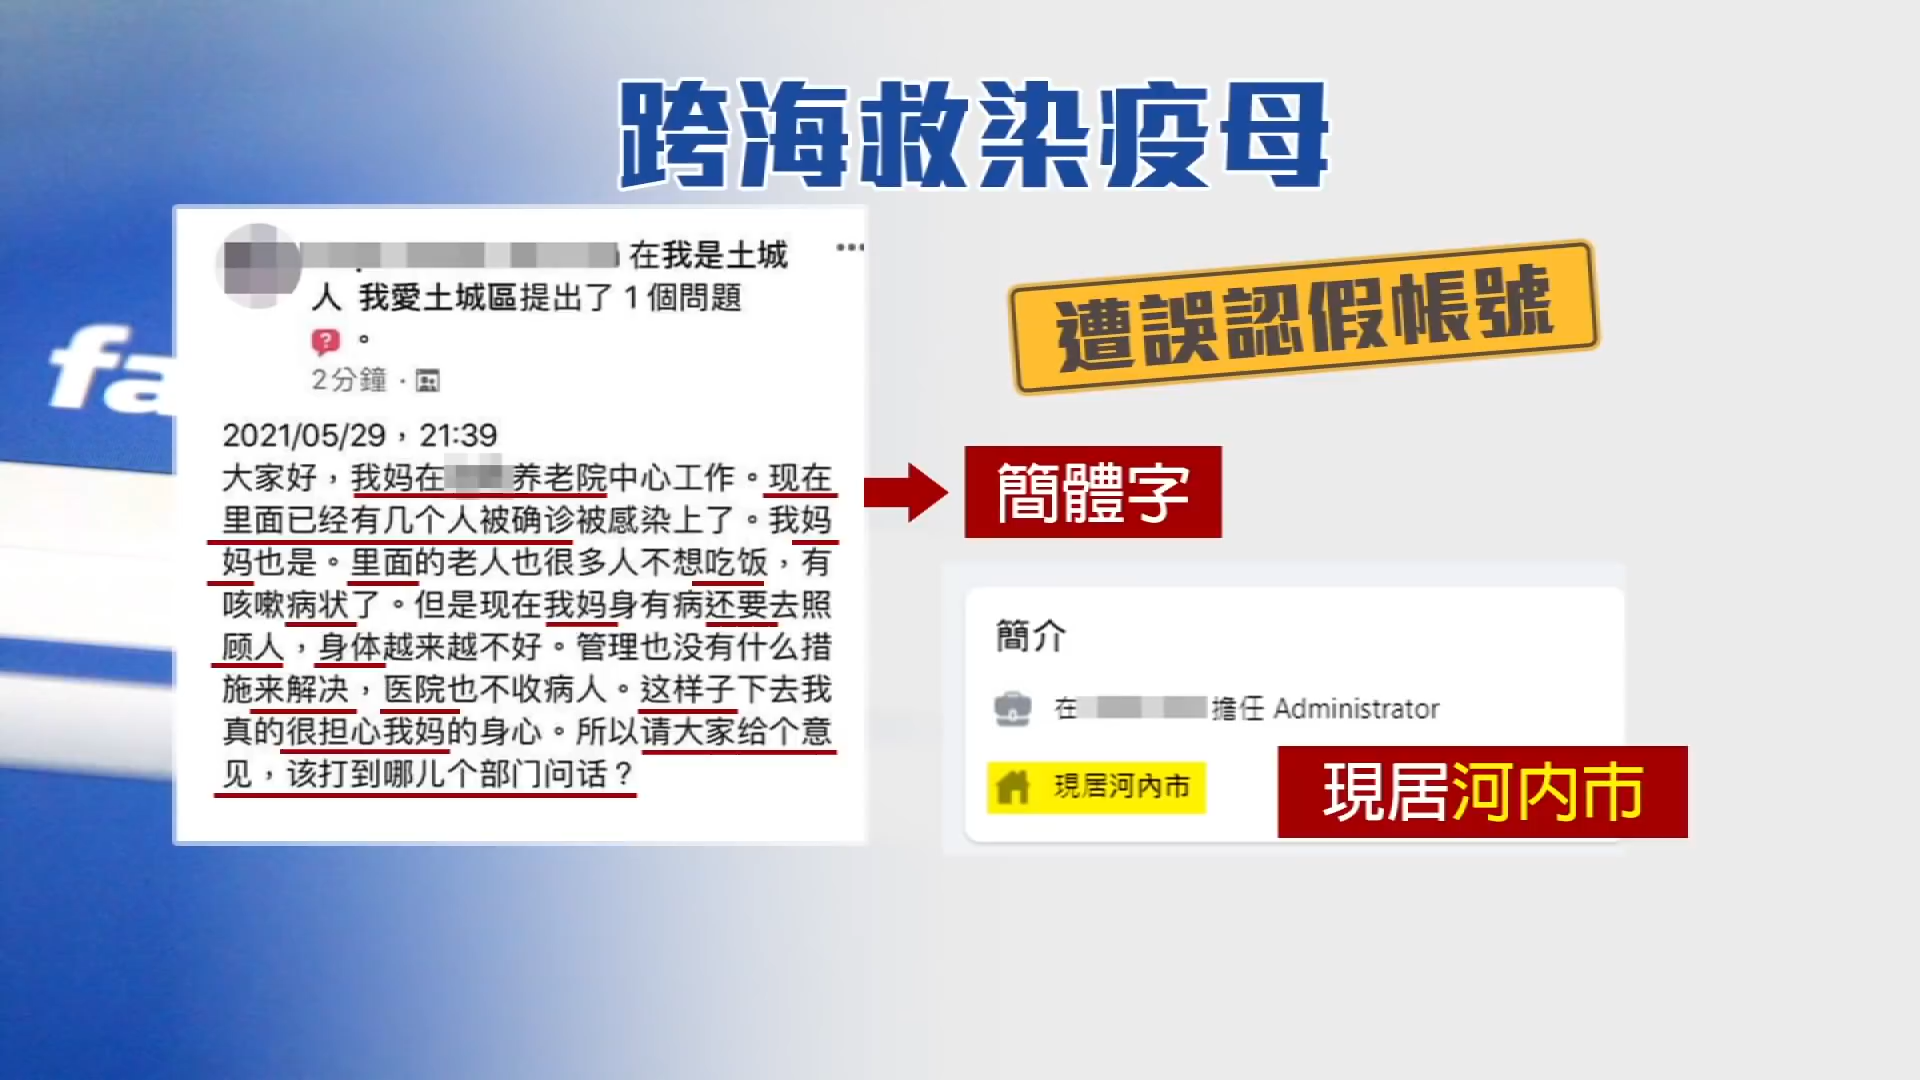 跨海救染疫母
fa
在我是土城
人 我愛土城區提出了 1 個問題
?。
2分鐘 ·
遭誤認假帳號
2021/05/29，21:39
大家好，我妈在 养老院中心工作。现在
里面已经有几个人被确诊被感染上了。我妈
妈也是。里面的老人也很多人不想吃饭，有
咳嗽病状了。但是现在我妈身有病还要去照
顾人，身体越来越不好。管理也没有什么措
施来解决，医院也不收病人。这样子下去我
真的很担心我妈的身心。所以请大家给个意
见，该打到哪儿个部门问话？
簡體字
簡介
在 擔任 Administrator
現居河內市
現居河內市